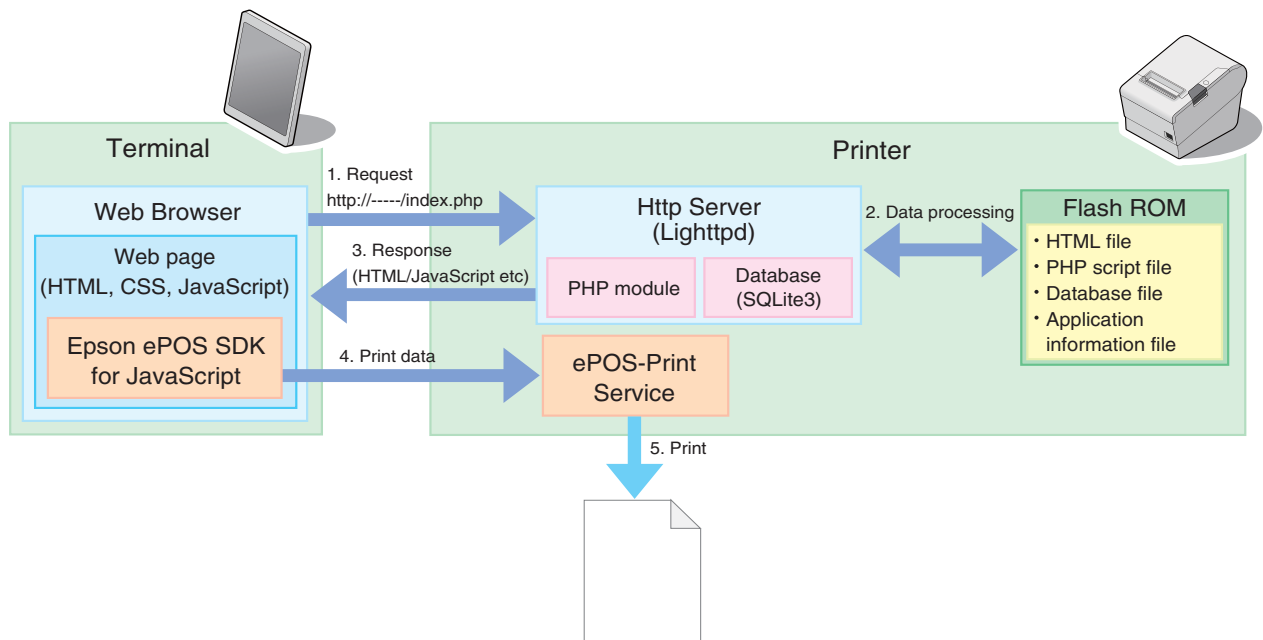 Terminal
Web Browser
Web page
(HTML, CSS, JavaScript)
Epson ePOS SDK
for JavaScript
1. Request
http://-----/index.php
3. Response
(HTML/JavaScript etc)
4. Print data
Printer
Http Server
(Lighttpd)
PHP module
Database
(SQLite3)
2. Data processing
Flash ROM
・HTML file
・PHP script file
・Database file
・Application
information file
ePOS-Print
Service
5. Print